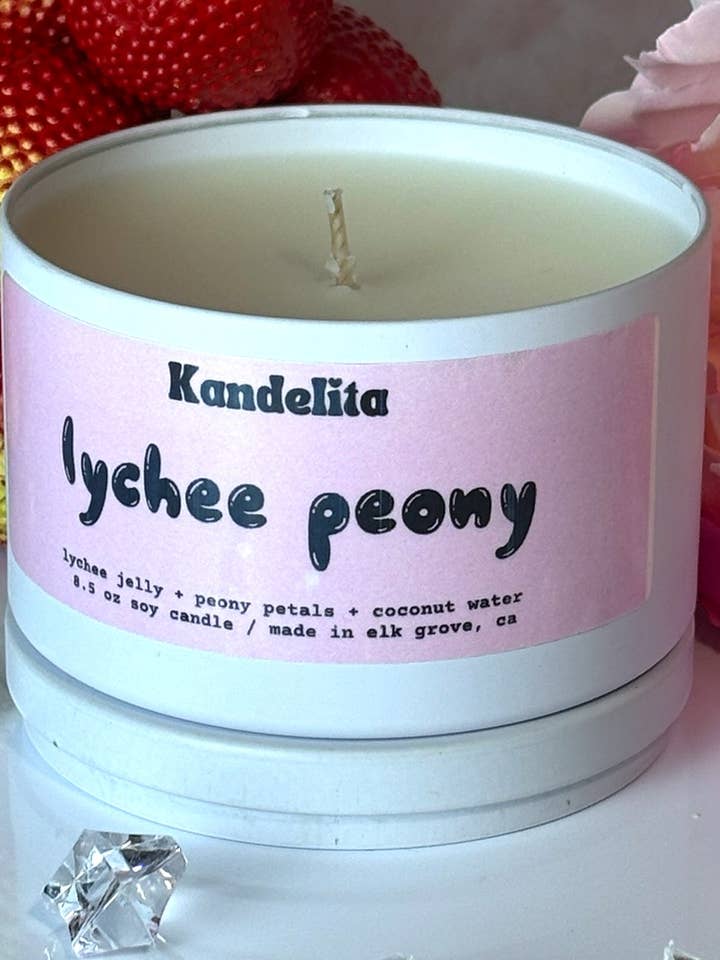 Kandelita
lychee peony
lychee jelly + peony petals + coconut water
8.5 oz soy candle / made in elk grove, ca